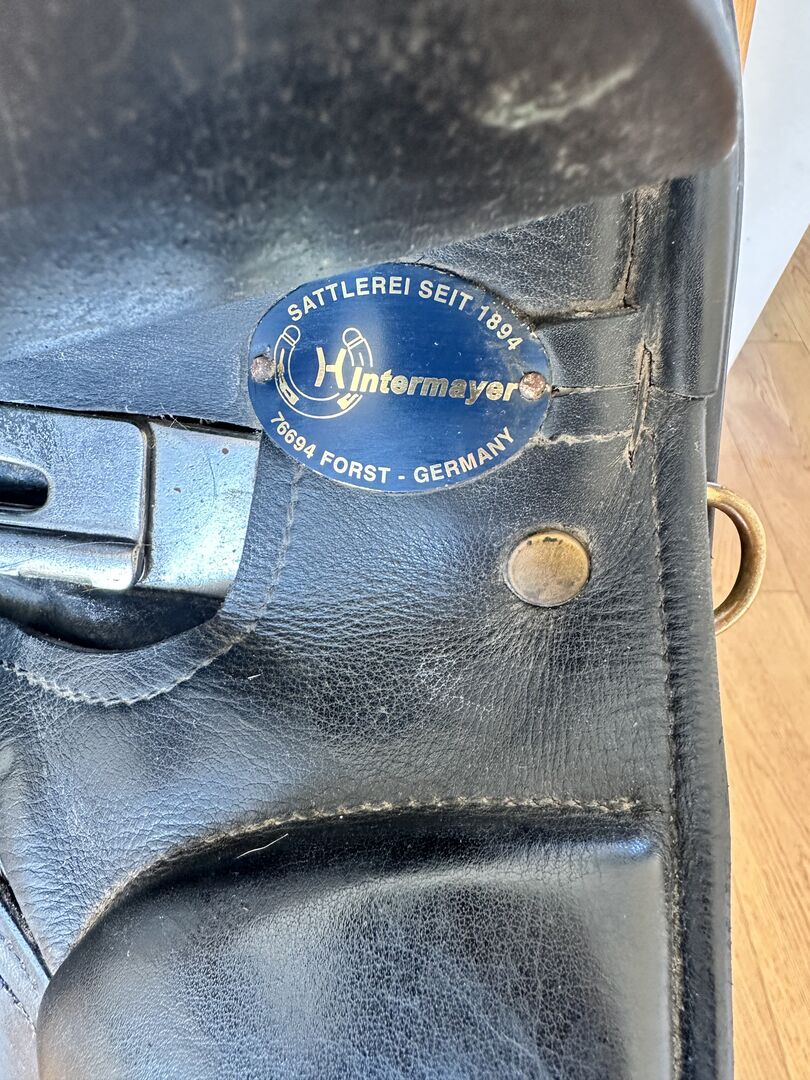 SATTLEREI SEIT 1894
Hintermayer
76694 FORST - GERMANY